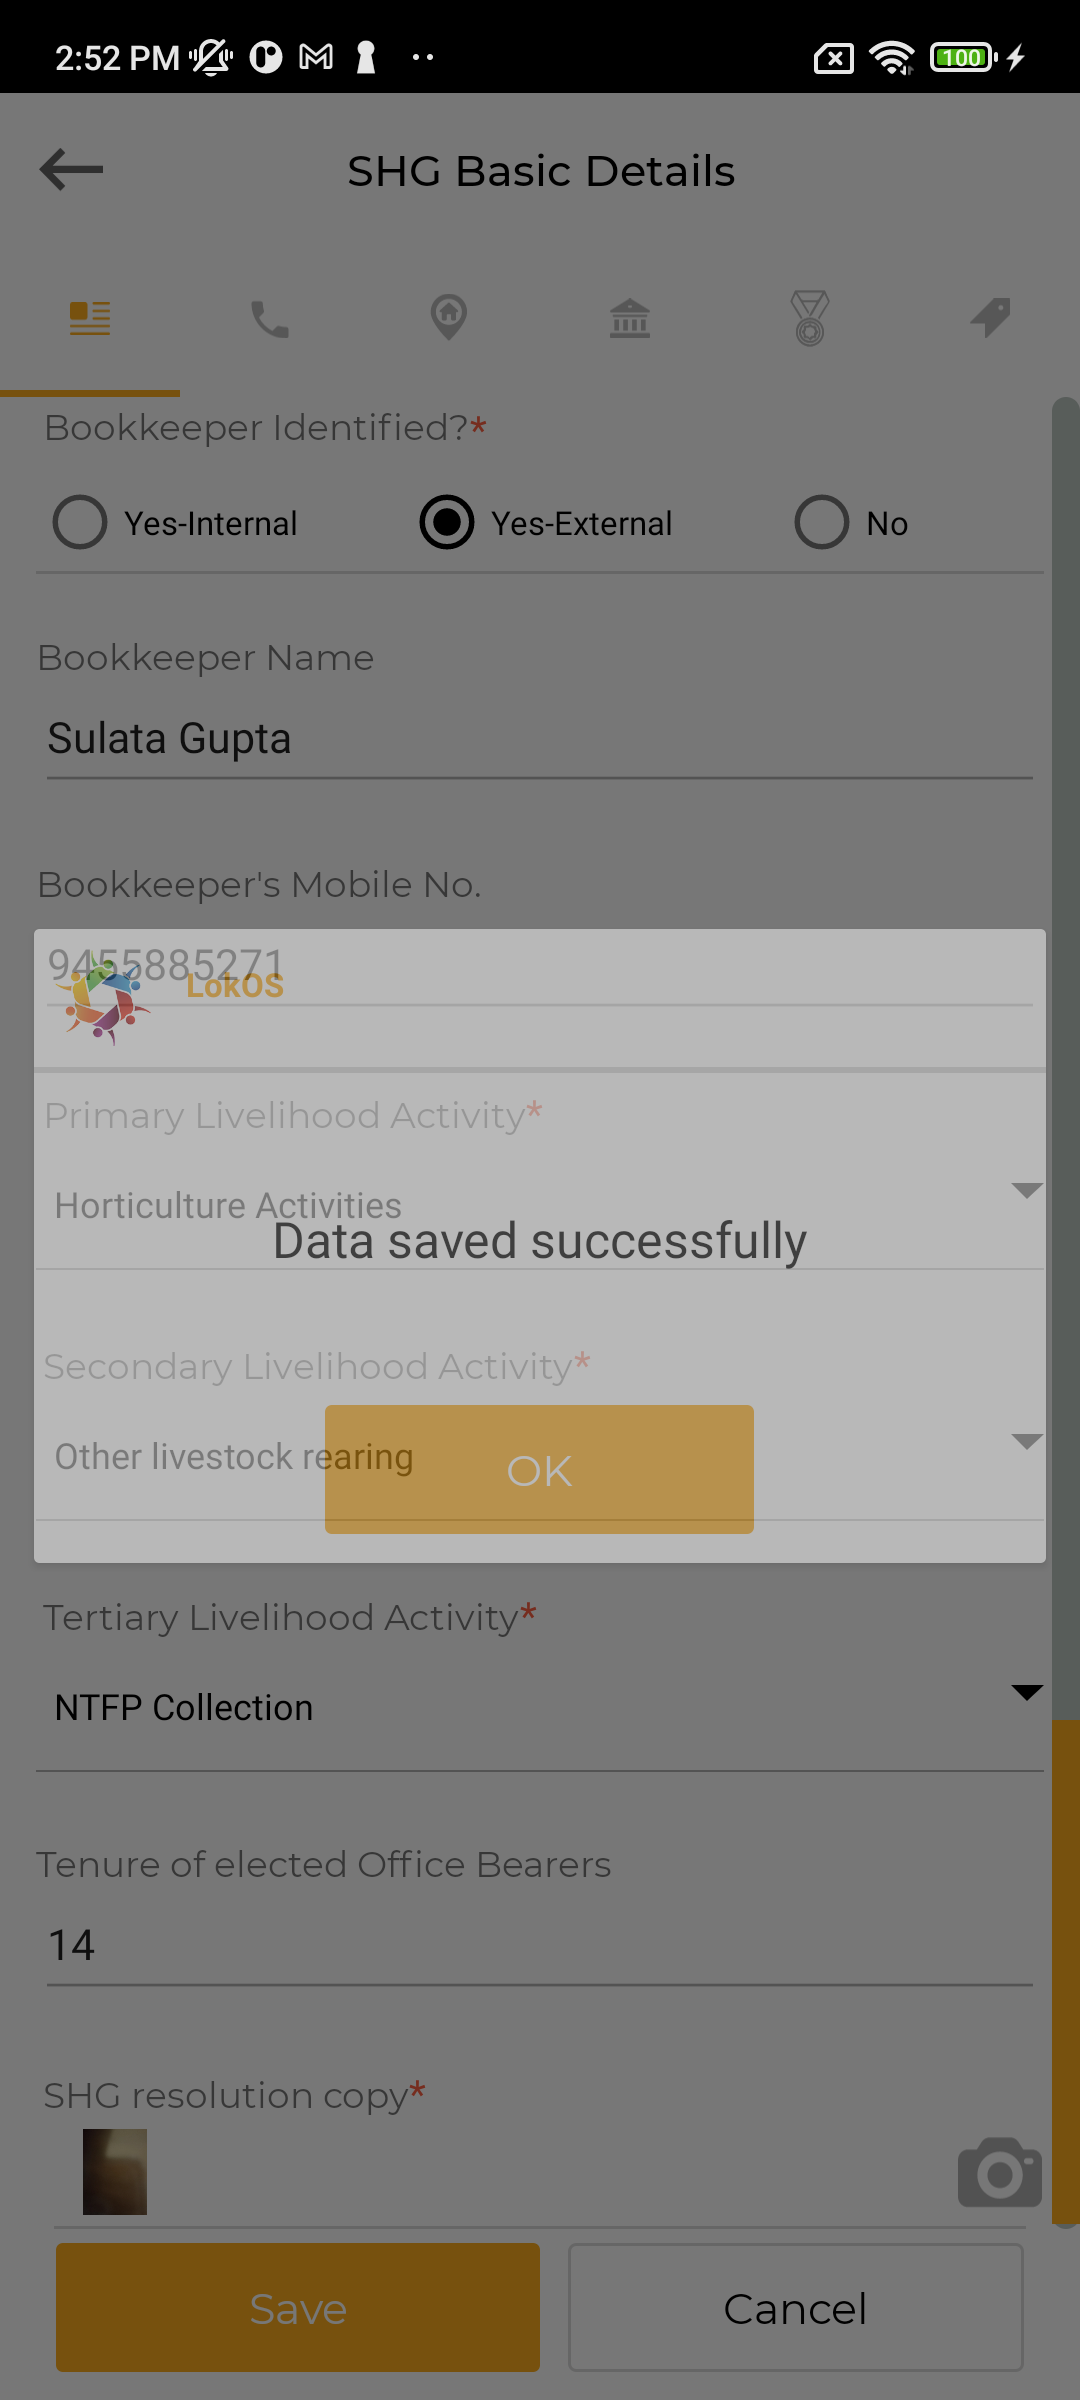 2:52 PM
100
SHG Basic Details
Bookkeeper Identified?*
Yes-Internal Yes-External No
Bookkeeper Name
Sulata Gupta
Bookkeeper's Mobile No.
9455885271
LokOS
Primary Livelihood Activity*
Horticulture Activities
Data saved successfully
Secondary Livelihood Activity*
Other livestock rearing
OK
Tertiary Livelihood Activity*
NTFP Collection
Tenure of elected Office Bearers
14
SHG resolution copy*
Save Cancel